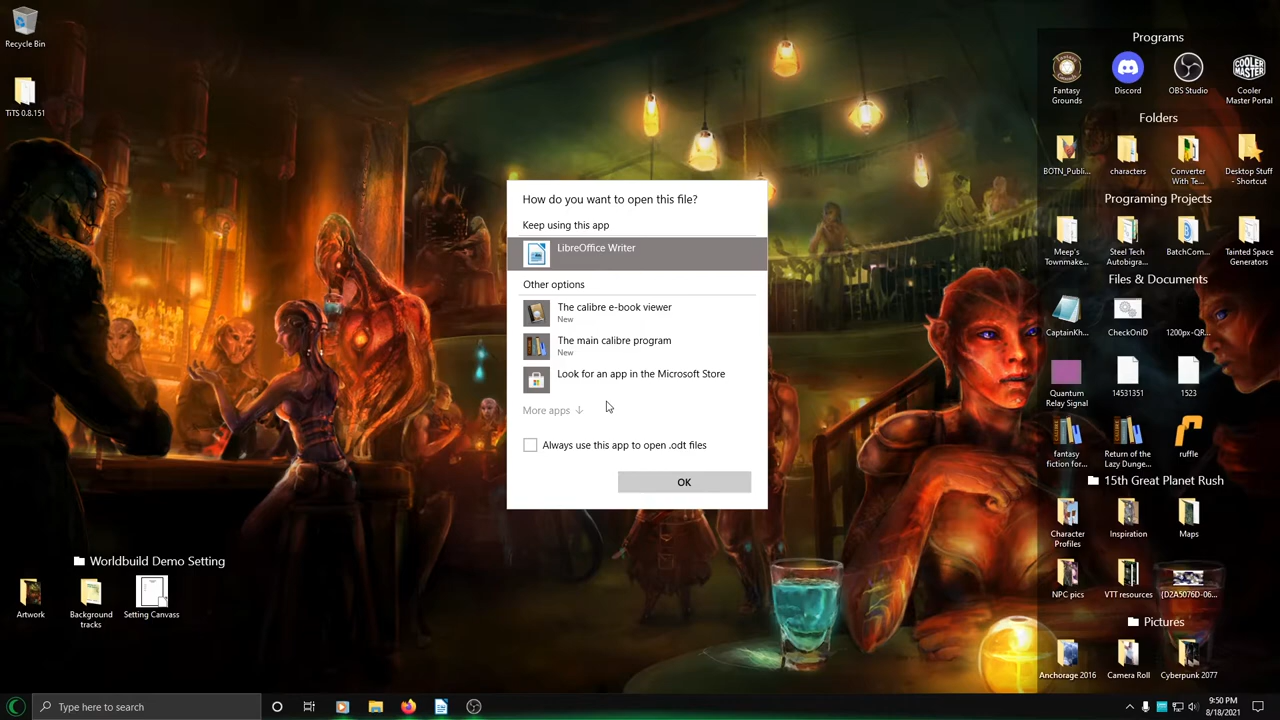 Recycle Bin
TiTS 0.8.151
How do you want to open this file?
Keep using this app
LibreOffice Writer
Other options
The calibre e-book viewer
New
The main calibre program
New
Look for an app in the Microsoft Store
More apps
Always use this app to open .odt files
OK
Worldbuild Demo Setting
Artwork
Background
tracks
Setting Canvass
Programs
Fantasy
Grounds
Discord
OBS Studio
COOLER
MASTER
Cooler
Master Portal
Folders
BOTN_Publi...
characters
Converter
With Te...
Desktop Stuff
- Shortcut
Programing Projects
Meep's
Townmake...
Steel Tech
Autobigra...
BatchCom...
Tainted Space
Generators
Files & Documents
CaptainKh...
CheckOnID
1200px-QR...
Quantum
Relay Signal
14531351
1523
fantasy
fiction for...
Return of the
Lazy Dunge...
ruffle
15th Great Planet Rush
Character
Profiles
Inspiration
Maps
NPC pics
VTT resources
{D2A5076D-06...
Pictures
Anchorage 2016
Camera Roll
Cyberpunk 2077
Type here to search
9:50 PM
8/18/2021